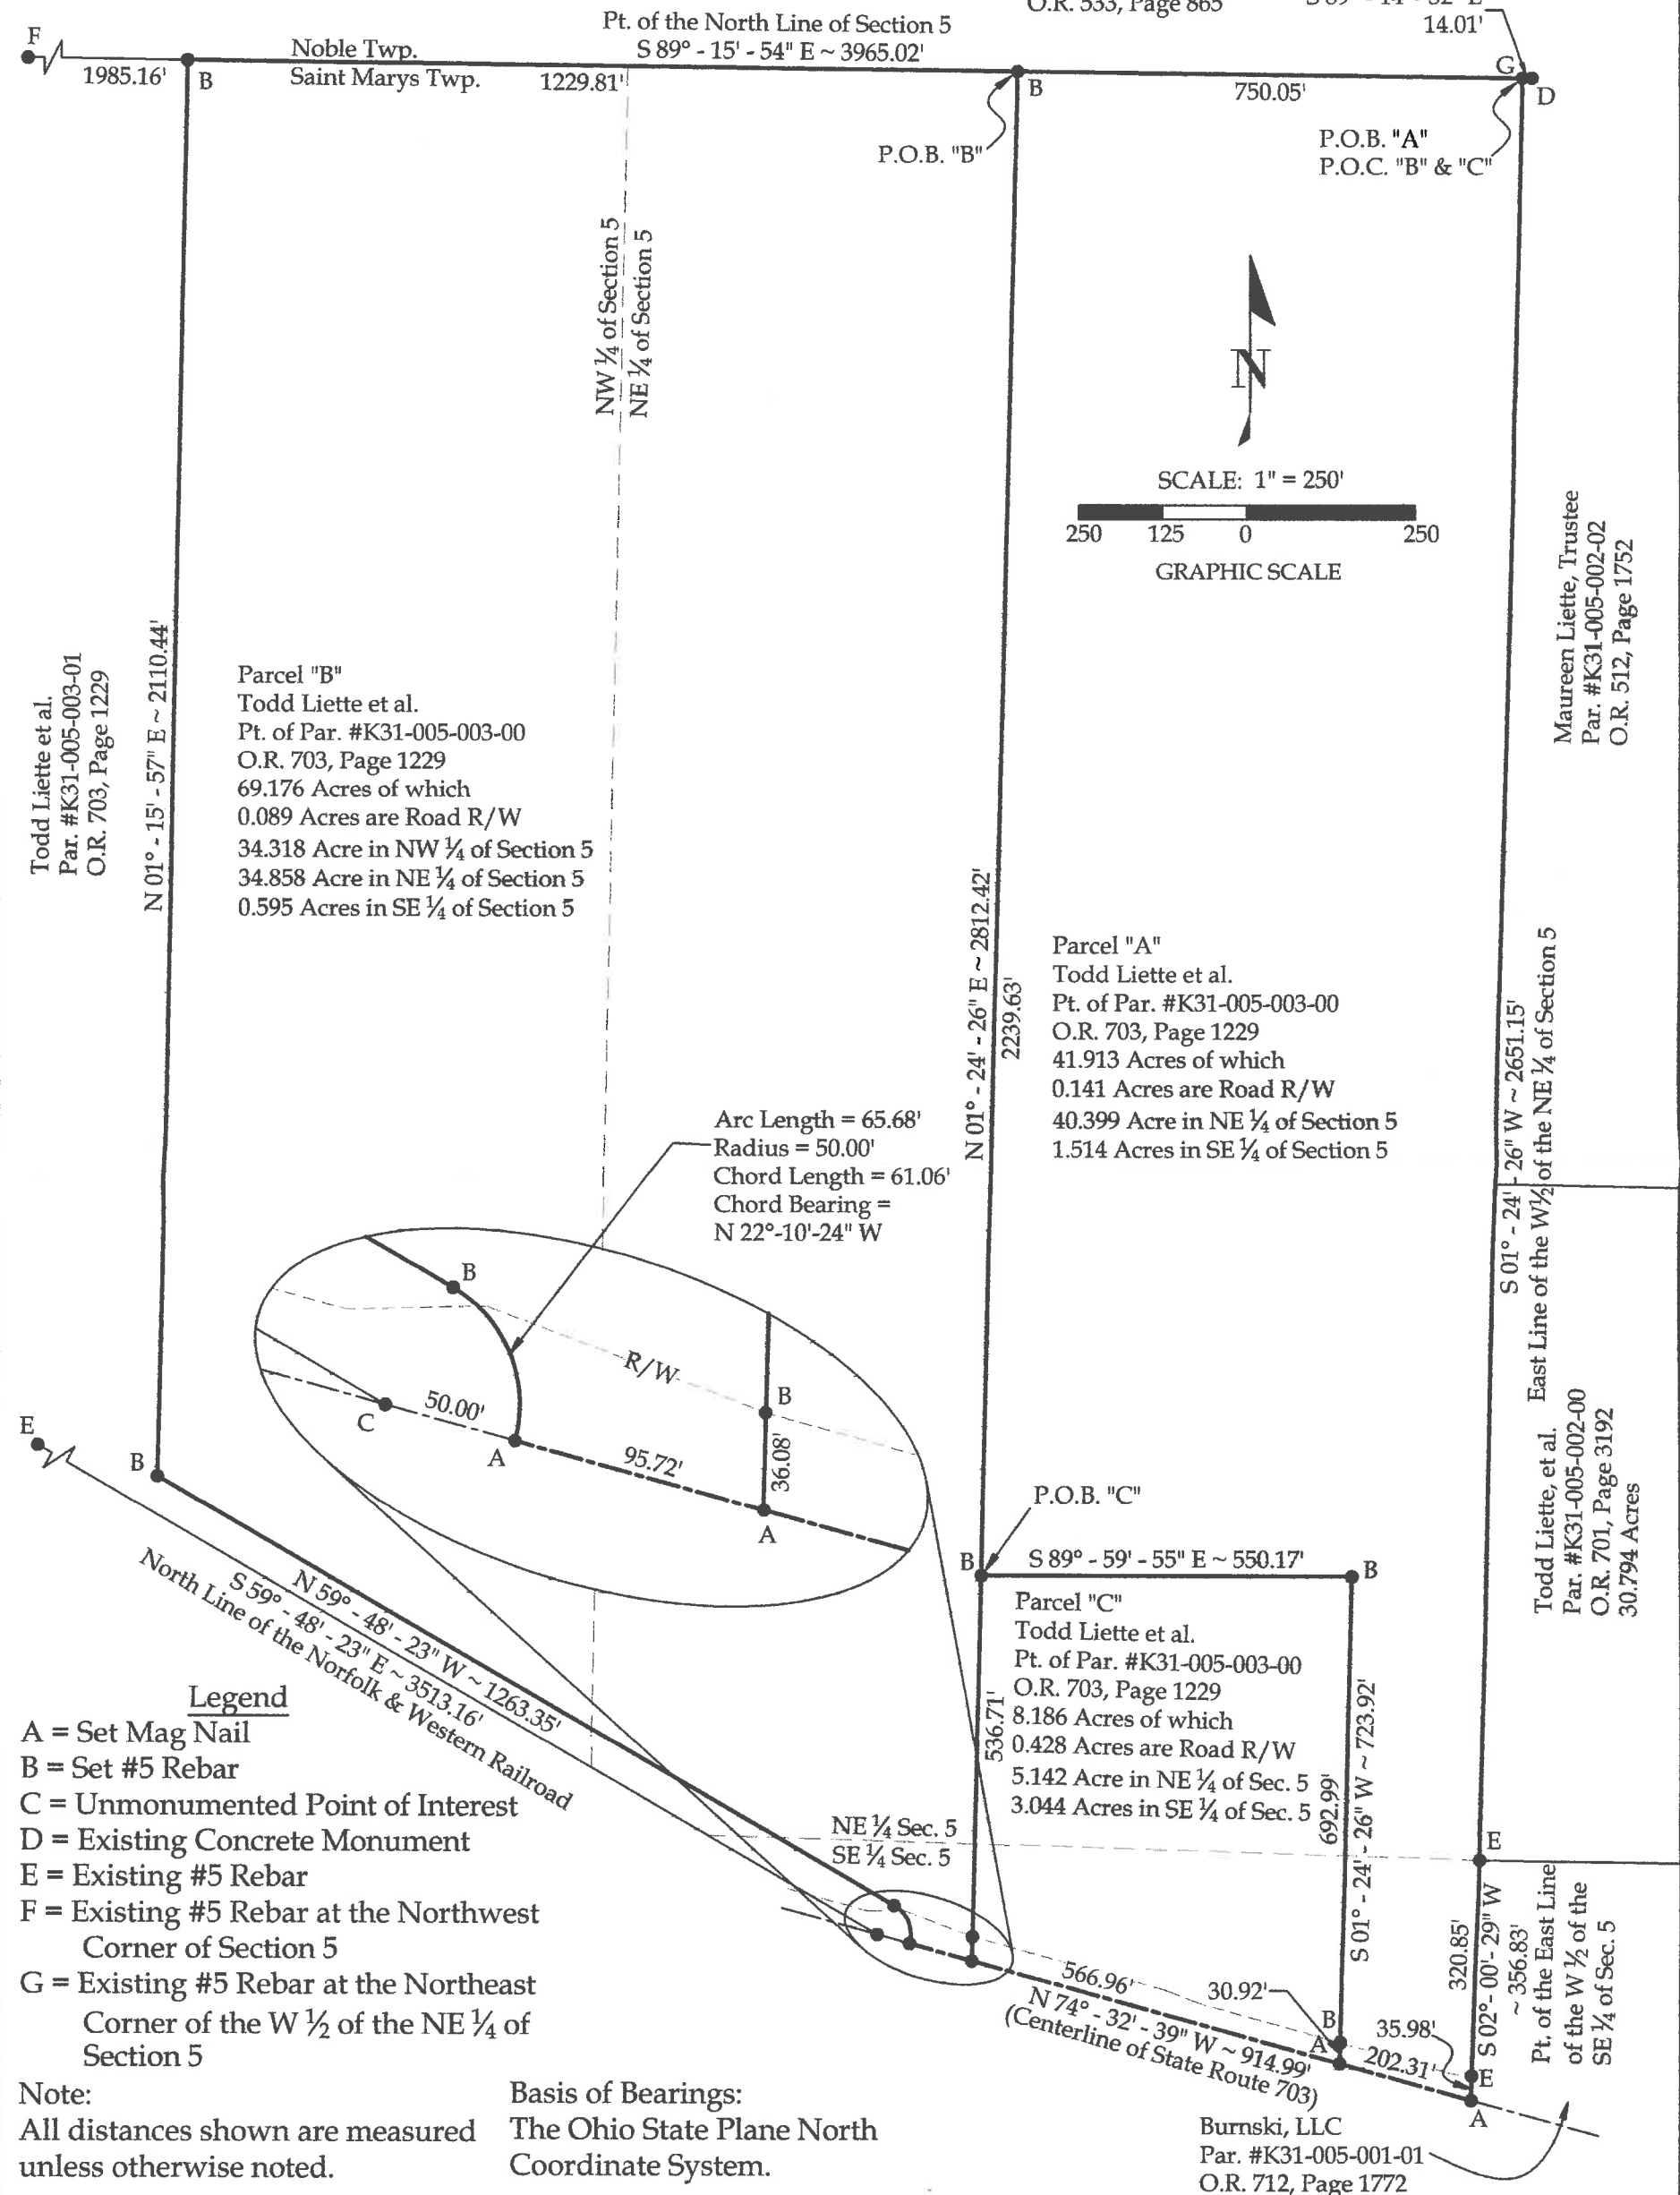 O.R. 533, Page 865
14.01'
Pt. of the North Line of Section 5
S 89° - 15' - 54" E ~ 3965.02'
F
Noble Twp.
Saint Marys Twp.
1985.16'
B
1229.81'
B
750.05'
G
D
P.O.B. "B"
P.O.B. "A"
P.O.C. "B" & "C"
NW ¼ of Section 5
NE ¼ of Section 5
N
SCALE: 1" = 250'
250 125 0 250
GRAPHIC SCALE
Maureen Liette, Trustee
Par. #K31-005-002-02
O.R. 512, Page 1752
Todd Liette et al.
Par. #K31-005-003-01
O.R. 703, Page 1229
N 01° - 15' - 57" E ~ 2110.44'
Parcel "B"
Todd Liette et al.
Pt. of Par. #K31-005-003-00
O.R. 703, Page 1229
69.176 Acres of which
0.089 Acres are Road R/W
34.318 Acre in NW ¼ of Section 5
34.858 Acre in NE ¼ of Section 5
0.595 Acres in SE ¼ of Section 5
N 01° - 24' - 26" E ~ 2812.42'
2239.63'
Parcel "A"
Todd Liette et al.
Pt. of Par. #K31-005-003-00
O.R. 703, Page 1229
41.913 Acres of which
0.141 Acres are Road R/W
40.399 Acre in NE ¼ of Section 5
1.514 Acres in SE ¼ of Section 5
S 01° - 24' - 26" W ~ 2651.15'
East Line of the W½ of the NE ¼ of Section 5
Arc Length = 65.68'
Radius = 50.00'
Chord Length = 61.06'
Chord Bearing =
N 22°-10'-24" W
B
R/W
B
C
50.00'
A
95.72'
36.08'
A
E
B
Todd Liette, et al.
Par. #K31-005-002-00
O.R. 701, Page 3192
30.794 Acres
P.O.B. "C"
B
S 89° - 59' - 55" E ~ 550.17'
B
Parcel "C"
Todd Liette et al.
Pt. of Par. #K31-005-003-00
O.R. 703, Page 1229
8.186 Acres of which
0.428 Acres are Road R/W
5.142 Acre in NE ¼ of Sec. 5
3.044 Acres in SE ¼ of Sec. 5
536.71'
692.99'
S 01° - 24' - 26" W ~ 723.92'
N 59° - 48' - 23" W ~ 1263.35'
S 59° - 48' - 23" E ~ 3513.16'
North Line of the Norfolk & Western Railroad
Legend
A = Set Mag Nail
B = Set #5 Rebar
C = Unmonumented Point of Interest
D = Existing Concrete Monument
E = Existing #5 Rebar
F = Existing #5 Rebar at the Northwest
Corner of Section 5
G = Existing #5 Rebar at the Northeast
Corner of the W ½ of the NE ¼ of
Section 5
NE ¼ Sec. 5
SE ¼ Sec. 5
E
320.85'
S 02° - 00' - 29" W
~ 356.83'
Pt. of the East Line
of the W ½ of the
SE ¼ of Sec. 5
566.96'
N 74° - 32' - 39" W ~ 914.99'
(Centerline of State Route 703)
30.92'
B
A
35.98'
202.31'
E
A
Note:
All distances shown are measured
unless otherwise noted.
Basis of Bearings:
The Ohio State Plane North
Coordinate System.
Burnski, LLC
Par. #K31-005-001-01
O.R. 712, Page 1772